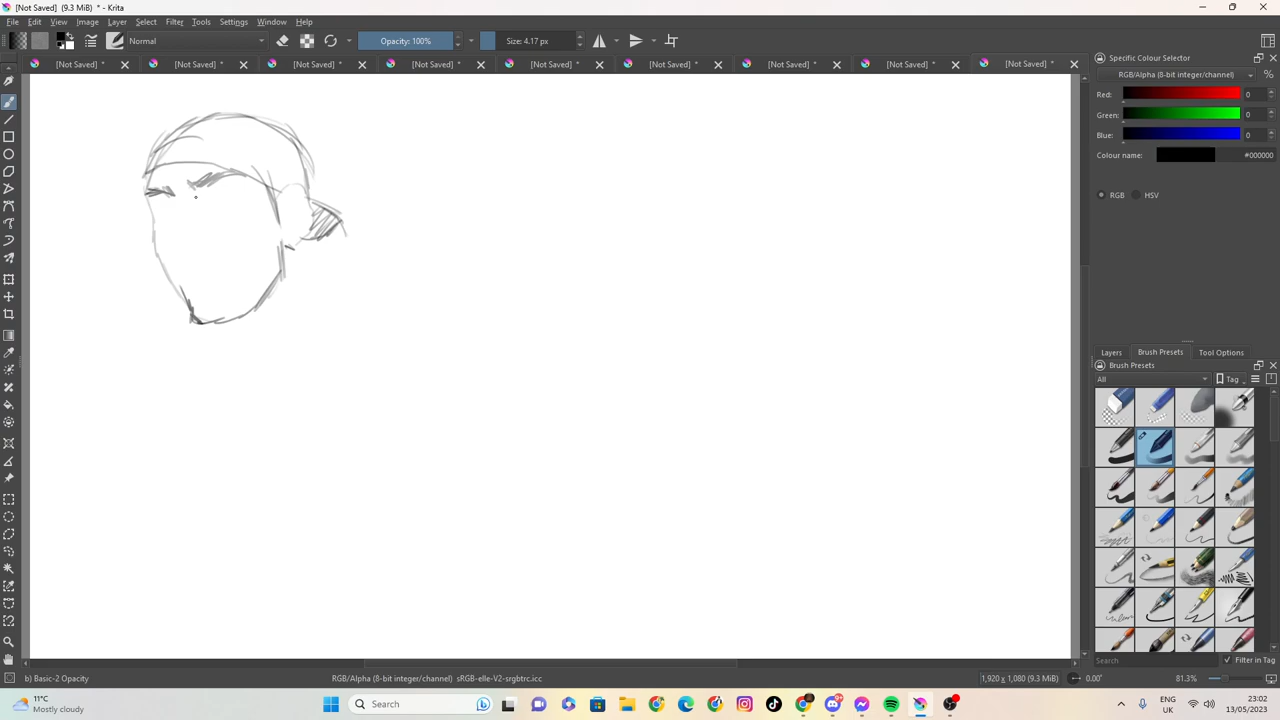 [Not Saved] (9.3 MiB) * - Krita
File Edit View Image Layer Select Filter Tools Settings Window Help
Normal Opacity: 100% Size: 4.17 px
[Not Saved] * [Not Saved] * [Not Saved] * [Not Saved] * [Not Saved] * [Not Saved] * [Not Saved] * [Not Saved] * [Not Saved] *
Specific Colour Selector
RGB/Alpha (8-bit integer/channel) %
Red: 0
Green: 0
Blue: 0
Colour name: #000000
RGB HSV
Layers Brush Presets Tool Options
Brush Presets
All Tag
Search Filter in Tag
b) Basic-2 Opacity RGB/Alpha (8-bit integer/channel) sRGB-elle-V2-srgbtrc.icc 1,920 x 1,080 (9.3 MiB) 0.00° 81.3%
11°C
Mostly cloudy
Search
ENG
UK
23:02
13/05/2023